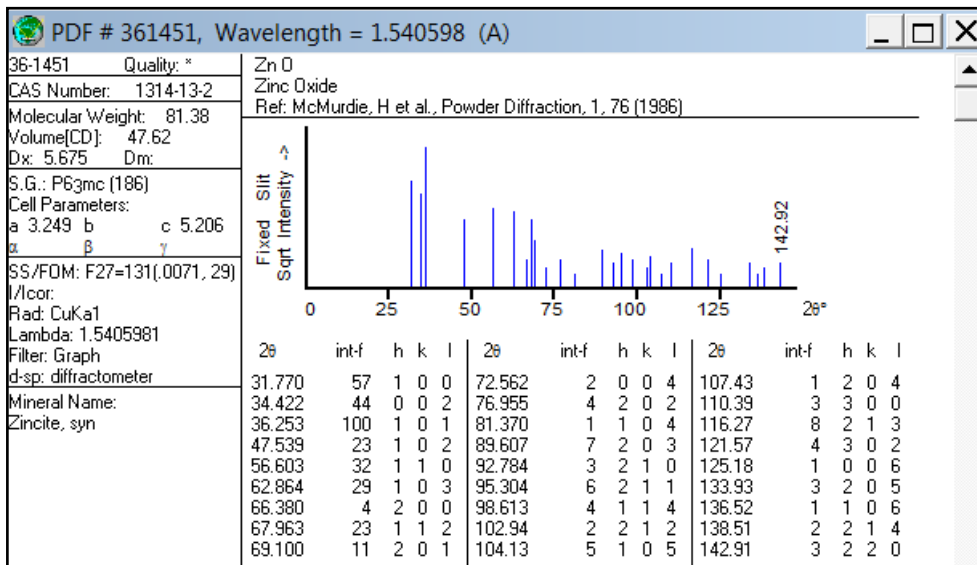 PDF # 361451, Wavelength = 1.540598 (A)
36-1451 Quality: *
CAS Number: 1314-13-2
Molecular Weight: 81.38
Volume[CD]: 47.62
Dx: 5.675 Dm:
S.G.: P63mc (186)
Cell Parameters:
a 3.249 b c 5.206
α β γ
SS/FOM: F27=131(.0071, 29)
I/Icor:
Rad: CuKa1
Lambda: 1.5405981
Filter: Graph
d-sp: diffractometer
Mineral Name:
Zincite, syn
Zn O
Zinc Oxide
Ref: McMurdie, H et al., Powder Diffraction, 1, 76 (1986)
Fixed Slit
Sqrt Intensity ->
142.92
0 25 50 75 100 125 2θ°
2θ int-f h k l 2θ int-f h k l 2θ int-f h k l
31.770 57 1 0 0 72.562 2 0 0 4 107.43 1 2 0 4
34.422 44 0 0 2 76.955 4 2 0 2 110.39 3 3 0 0
36.253 100 1 0 1 81.370 1 1 0 4 116.27 8 2 1 3
47.539 23 1 0 2 89.607 7 2 0 3 121.57 4 3 0 2
56.603 32 1 1 0 92.784 3 2 1 0 125.18 1 0 0 6
62.864 29 1 0 3 95.304 6 2 1 1 133.93 3 2 0 5
66.380 4 2 0 0 98.613 4 1 1 4 136.52 1 1 0 6
67.963 23 1 1 2 102.94 2 2 1 2 138.51 2 2 1 4
69.100 11 2 0 1 104.13 5 1 0 5 142.91 3 2 2 0